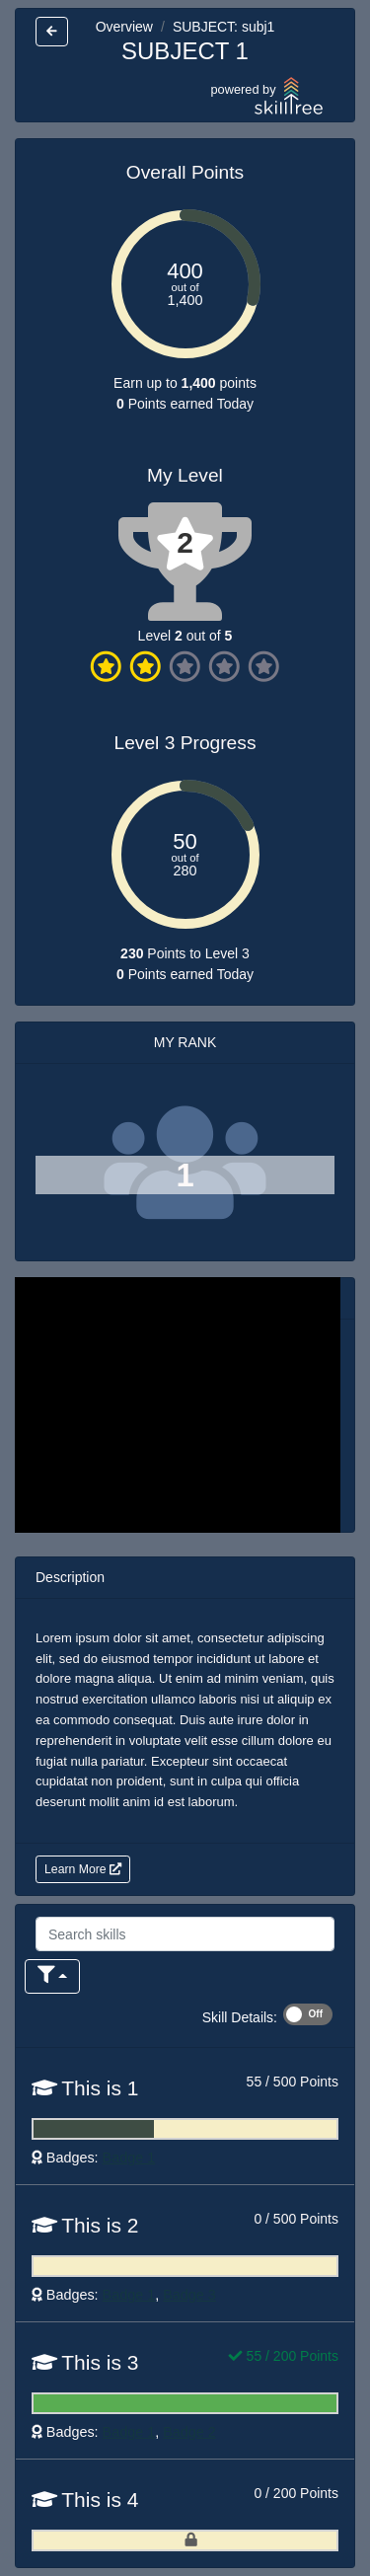 Overview / SUBJECT: subj1
SUBJECT 1
powered by
skilltree
Overall Points
400
out of
1,400
Earn up to 1,400 points
0 Points earned Today
My Level
2
Level 2 out of 5
Level 3 Progress
50
out of
280
230 Points to Level 3
0 Points earned Today
MY RANK
1
Description
Lorem ipsum dolor sit amet, consectetur adipiscing
elit, sed do eiusmod tempor incididunt ut labore et
dolore magna aliqua. Ut enim ad minim veniam, quis
nostrud exercitation ullamco laboris nisi ut aliquip ex
ea commodo consequat. Duis aute irure dolor in
reprehenderit in voluptate velit esse cillum dolore eu
fugiat nulla pariatur. Excepteur sint occaecat
cupidatat non proident, sunt in culpa qui officia
deserunt mollit anim id est laborum.
Learn More
Search skills
Skill Details: Off
This is 1 55 / 500 Points
Badges:
This is 2 0 / 500 Points
Badges: ,
This is 3 55 / 200 Points
Badges: ,
This is 4 0 / 200 Points